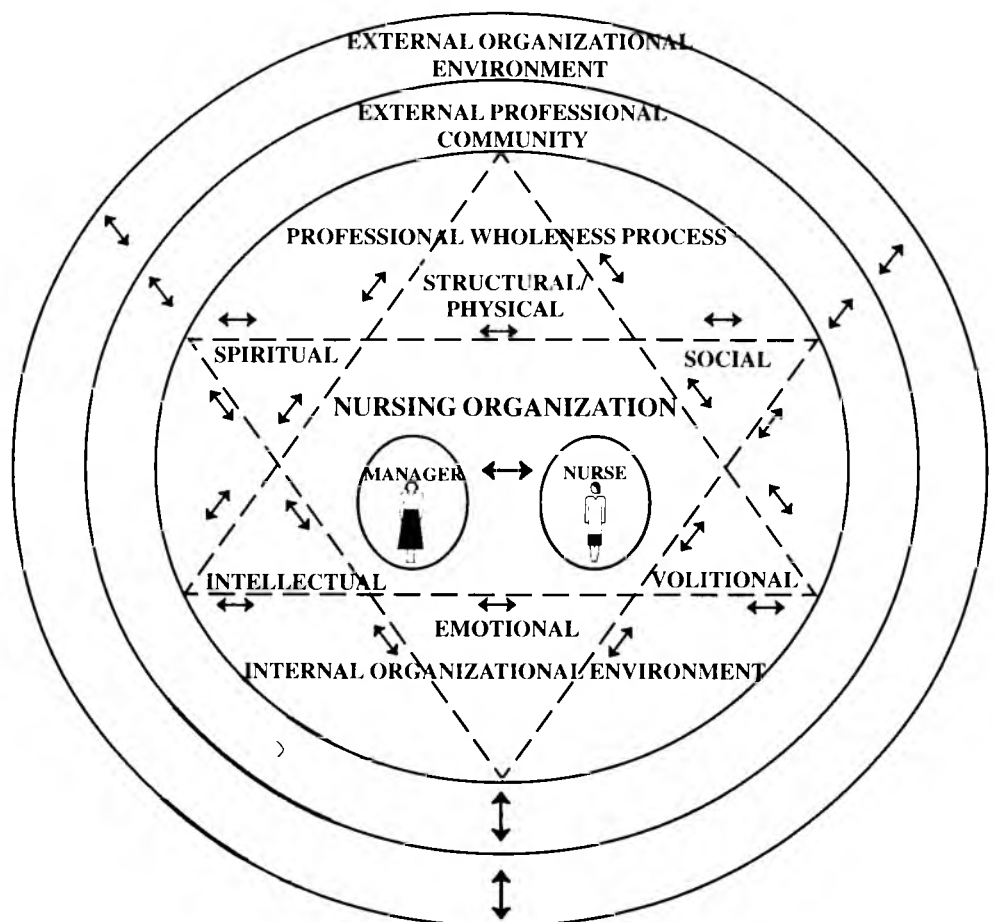 EXTERNAL ORGANIZATIONAL
ENVIRONMENT
EXTERNAL PROFESSIONAL
COMMUNITY
PROFESSIONAL WHOLENESS PROCESS
STRUCTURAL/
PHYSICAL
SPIRITUAL
SOCIAL
NURSING ORGANIZATION
MANAGER
NURSE
INTELLECTUAL
VOLITIONAL
EMOTIONAL
INTERNAL ORGANIZATIONAL ENVIRONMENT